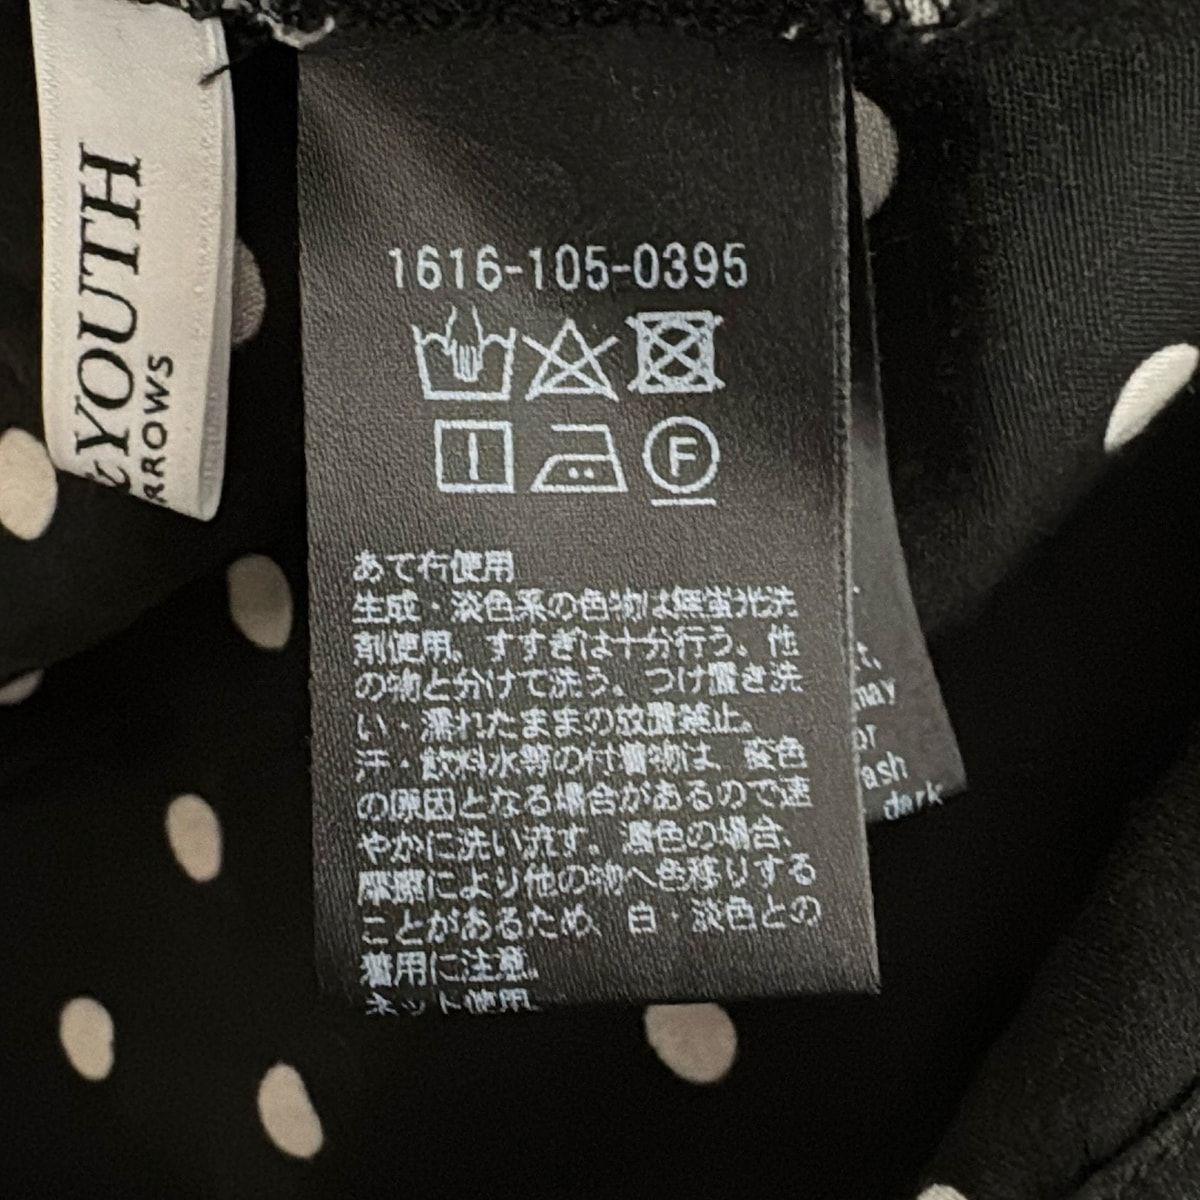 & YOUTH
RROWS
1616-105-0395
F
あて布使用
生成・淡色系の色物は無蛍光洗
剤使用。すすぎは十分行う。他
の物と分けて洗う。つけ置き洗
い・濡れたままの放置禁止。
汗・飲料水等の付着物は、変色
の原因となる場合があるので速
やかに洗い流す。濃色の場合、
摩擦により他の物へ色移りする
ことがあるため、白・淡色との
着用に注意。
ネット使用。
may
or
ash
dark